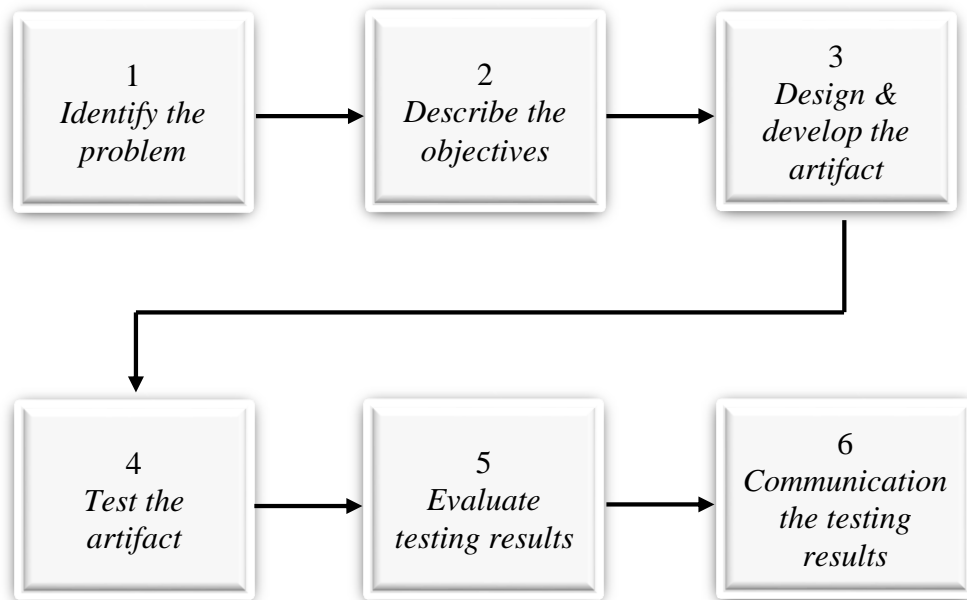 1
Identify the
problem
2
Describe the
objectives
3
Design &
develop the
artifact
4
Test the
artifact
5
Evaluate
testing results
6
Communication
the testing
results